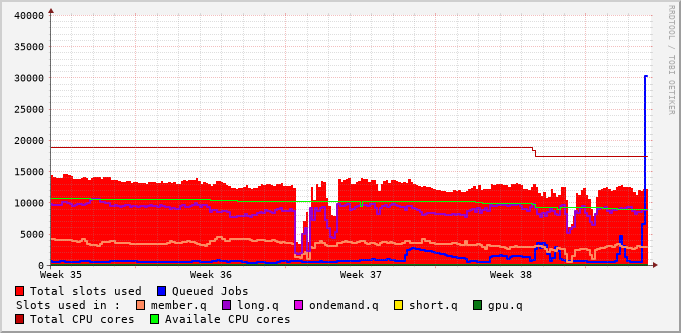 40000
35000
30000
25000
20000
15000
10000
5000
0
Week 35 Week 36 Week 37 Week 38
RRDTOOL / TOBI OETIKER
Total slots used Queued Jobs
Slots used in : member.q long.q ondemand.q short.q gpu.q
Total CPU cores Availale CPU cores